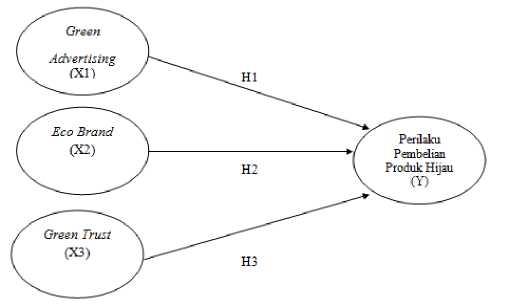 Green
Advertising
(X1)
H1
Eco Brand
(X2)
H2
Perilaku
Pembelian
Produk Hijau
(Y)
Green Trust
(X3)
H3